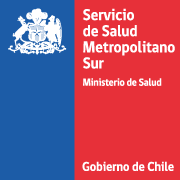 Servicio
de Salud
Metropolitano
Sur
Ministerio de Salud
Gobierno de Chile